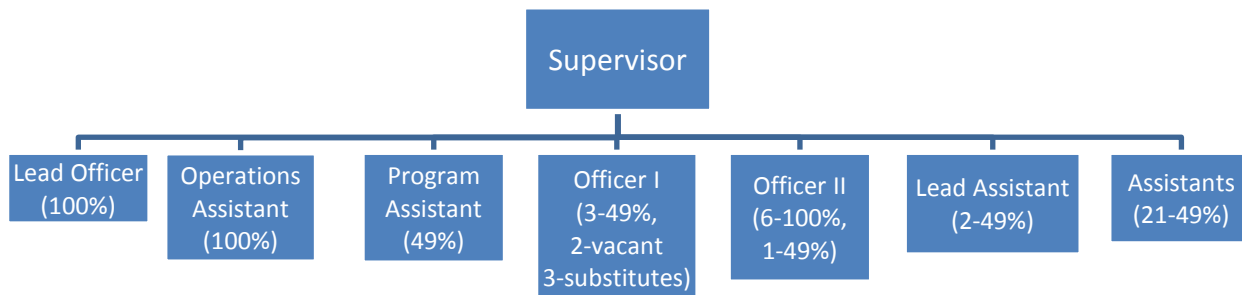 Supervisor
Lead Officer
(100%)
Operations
Assistant
(100%)
Program
Assistant
(49%)
Officer I
(3-49%,
2-vacant
3-substitutes)
Officer II
(6-100%,
1-49%)
Lead Assistant
(2-49%)
Assistants
(21-49%)